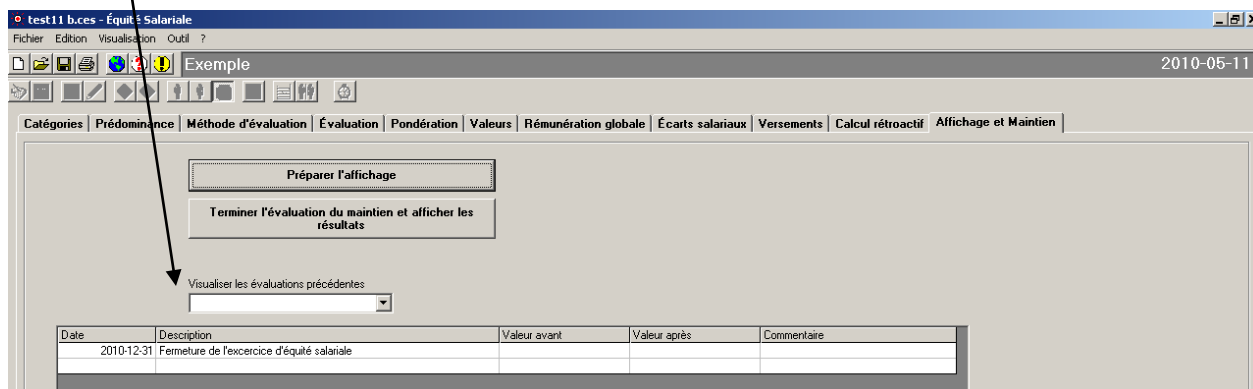 test11 b.ces - Équité Salariale
Fichier Edition Visualisation Outil ?
Exemple 2010-05-11
Catégories Prédominance Méthode d'évaluation Évaluation Pondération Valeurs Rémunération globale Écarts salariaux Versements Calcul rétroactif Affichage et Maintien
Préparer l'affichage
Terminer l'évaluation du maintien et afficher les
résultats
Visualiser les évaluations précédentes
Date Description Valeur avant Valeur après Commentaire
2010-12-31 Fermeture de l'excercice d'équité salariale